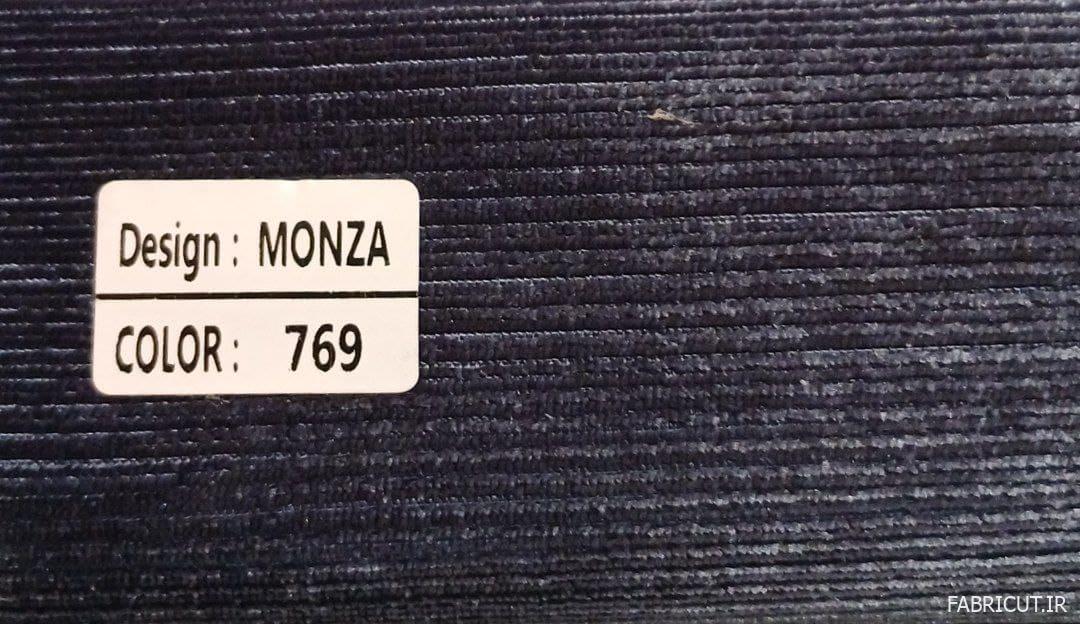 Design : MONZA
COLOR : 769
FABRICUT.IR